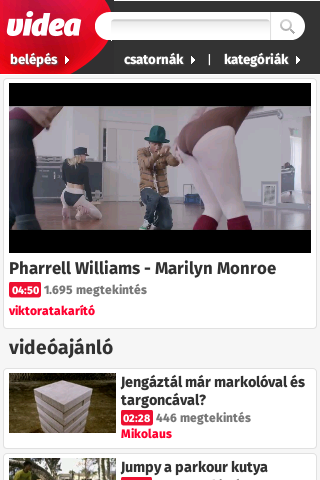 videa
belépés
csatornák | kategóriák
Pharrell Williams - Marilyn Monroe
04:50 1.695 megtekintés
viktoratakarító
videóajánló
Jengáztál már markolóval és
targoncával?
02:28 446 megtekintés
Mikolaus
Jumpy a parkour kutya